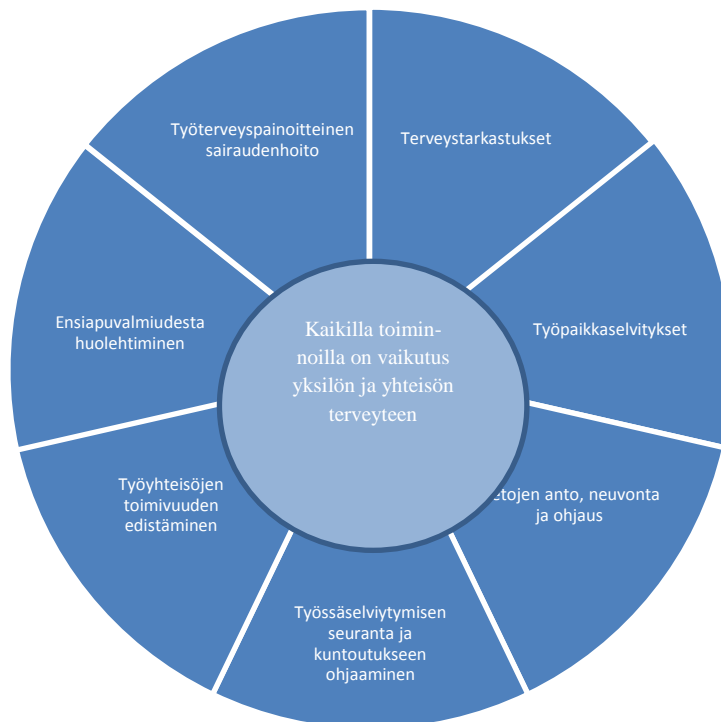 Työterveyspainoitteinen
sairaudenhoito
Terveystarkastukset
Työpaikkaselvitykset
etojen anto, neuvonta
ja ohjaus
Työssäselviytymisen
seuranta ja
kuntoutukseen
ohjaaminen
Työyhteisöjen
toimivuuden
edistäminen
Ensiapuvalmiudesta
huolehtiminen
Kaikilla toimin-
noilla on vaikutus
yksilön ja yhteisön
terveyteen